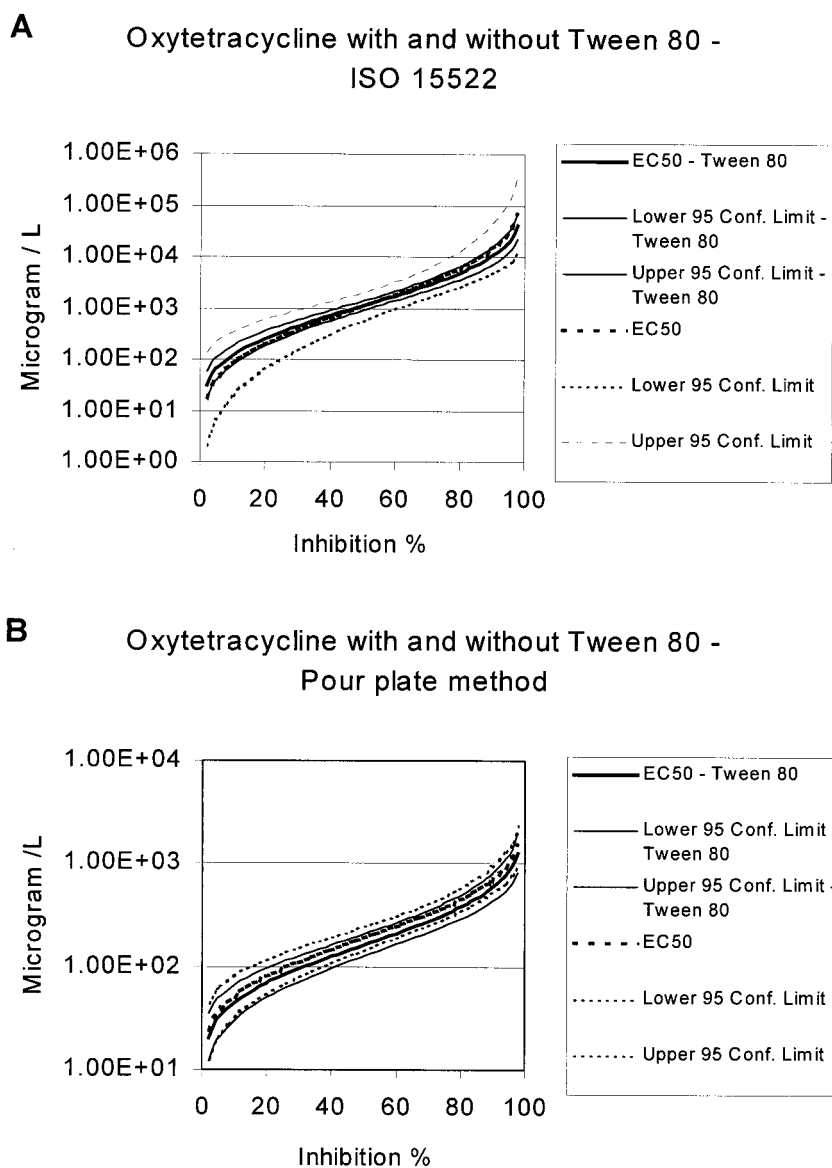 A
Oxytetracycline with and without Tween 80 -
ISO 15522
1.00E+06
1.00E+05
1.00E+04
1.00E+03
1.00E+02
1.00E+01
1.00E+00
Microgram / L
0 20 40 60 80 100
Inhibition %
EC50 - Tween 80
Lower 95 Conf. Limit -
Tween 80
Upper 95 Conf. Limit -
Tween 80
EC50
Lower 95 Conf. Limit
Upper 95 Conf. Limit
B
Oxytetracycline with and without Tween 80 -
Pour plate method
1.00E+04
1.00E+03
1.00E+02
1.00E+01
Microgram /L
0 20 40 60 80 100
Inhibition %
EC50 - Tween 80
Lower 95 Conf. Limit
Tween 80
Upper 95 Conf. Limit -
Tween 80
EC50
Lower 95 Conf. Limit
Upper 95 Conf. Limit